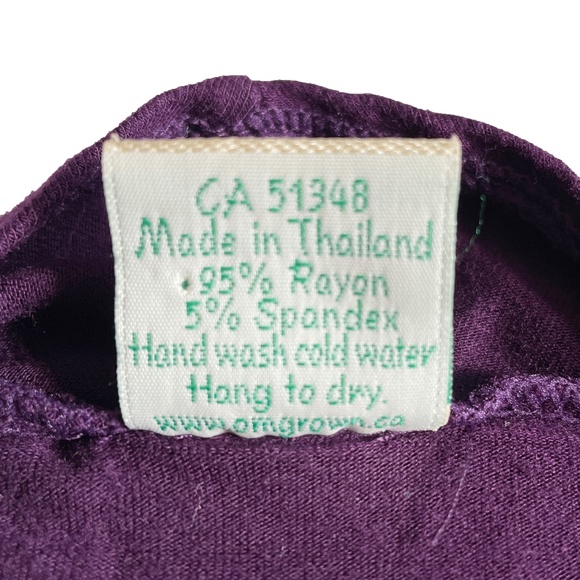 CA 51348
Made in Thailand
95% Rayon
5% Spandex
Hand wash cold water
Hang to dry.
www.omgrown.ca